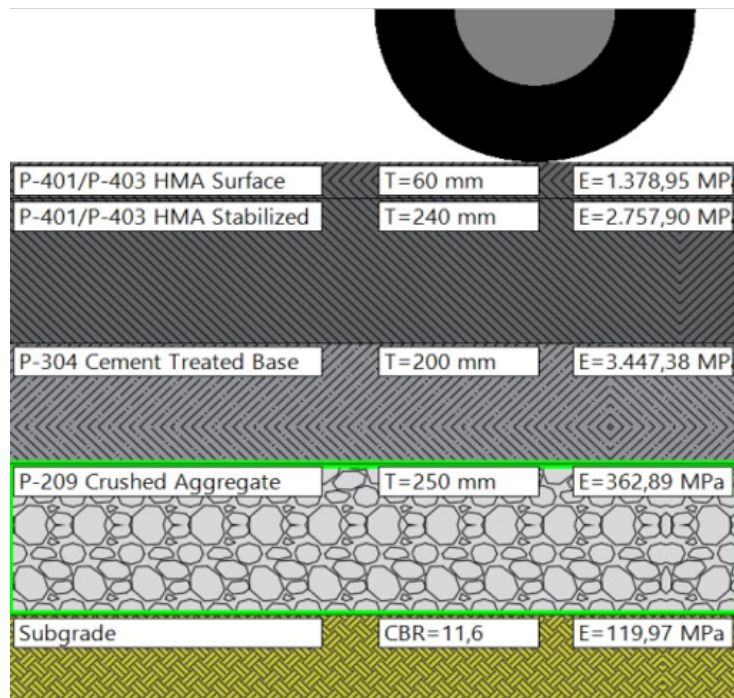 P-401/P-403 HMA Surface T=60 mm E=1.378,95 MPa
P-401/P-403 HMA Stabilized T=240 mm E=2.757,90 MP
P-304 Cement Treated Base T=200 mm E=3.447,38 MP
P-209 Crushed Aggregate T=250 mm E=362,89 MPa
Subgrade CBR=11,6 E=119,97 MPa